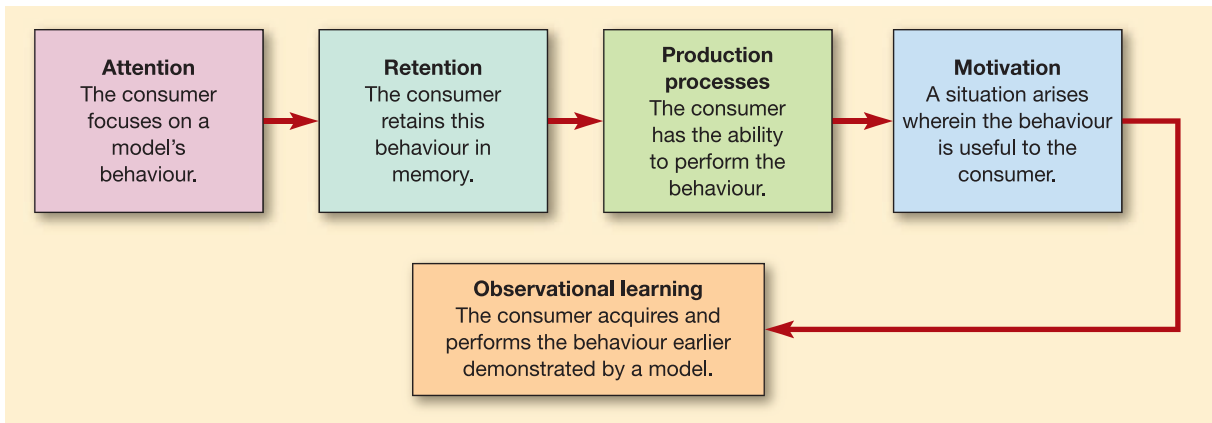 Attention
The consumer
focuses on a
model's
behaviour.
Retention
The consumer
retains this
behaviour in
memory.
Production
processes
The consumer
has the ability
to perform the
behaviour.
Motivation
A situation arises
wherein the behaviour
is useful to the
consumer.
Observational learning
The consumer acquires and
performs the behaviour earlier
demonstrated by a model.